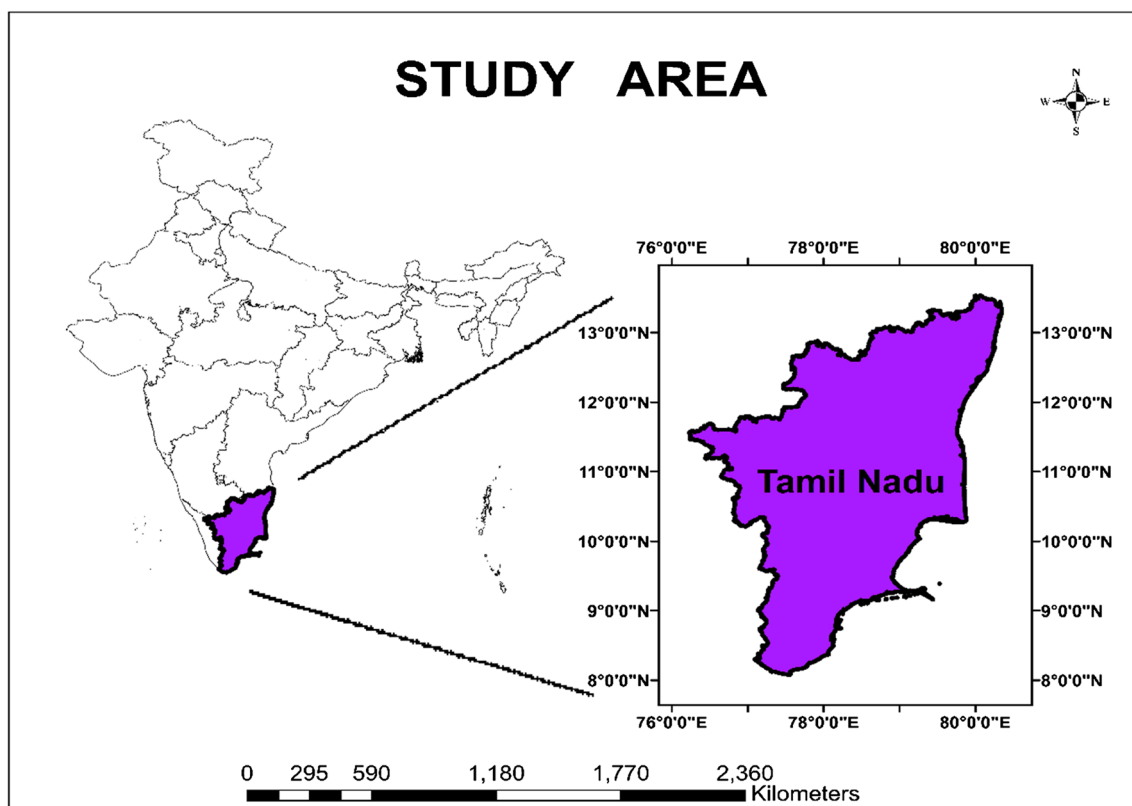 STUDY AREA
N
W E
S
76°0'0"E 78°0'0"E 80°0'0"E
13°0'0"N 13°0'0"N
12°0'0"N 12°0'0"N
11°0'0"N 11°0'0"N
Tamil Nadu
10°0'0"N 10°0'0"N
9°0'0"N 9°0'0"N
8°0'0"N 8°0'0"N
76°0'0"E 78°0'0"E 80°0'0"E
0 295 590 1,180 1,770 2,360
Kilometers